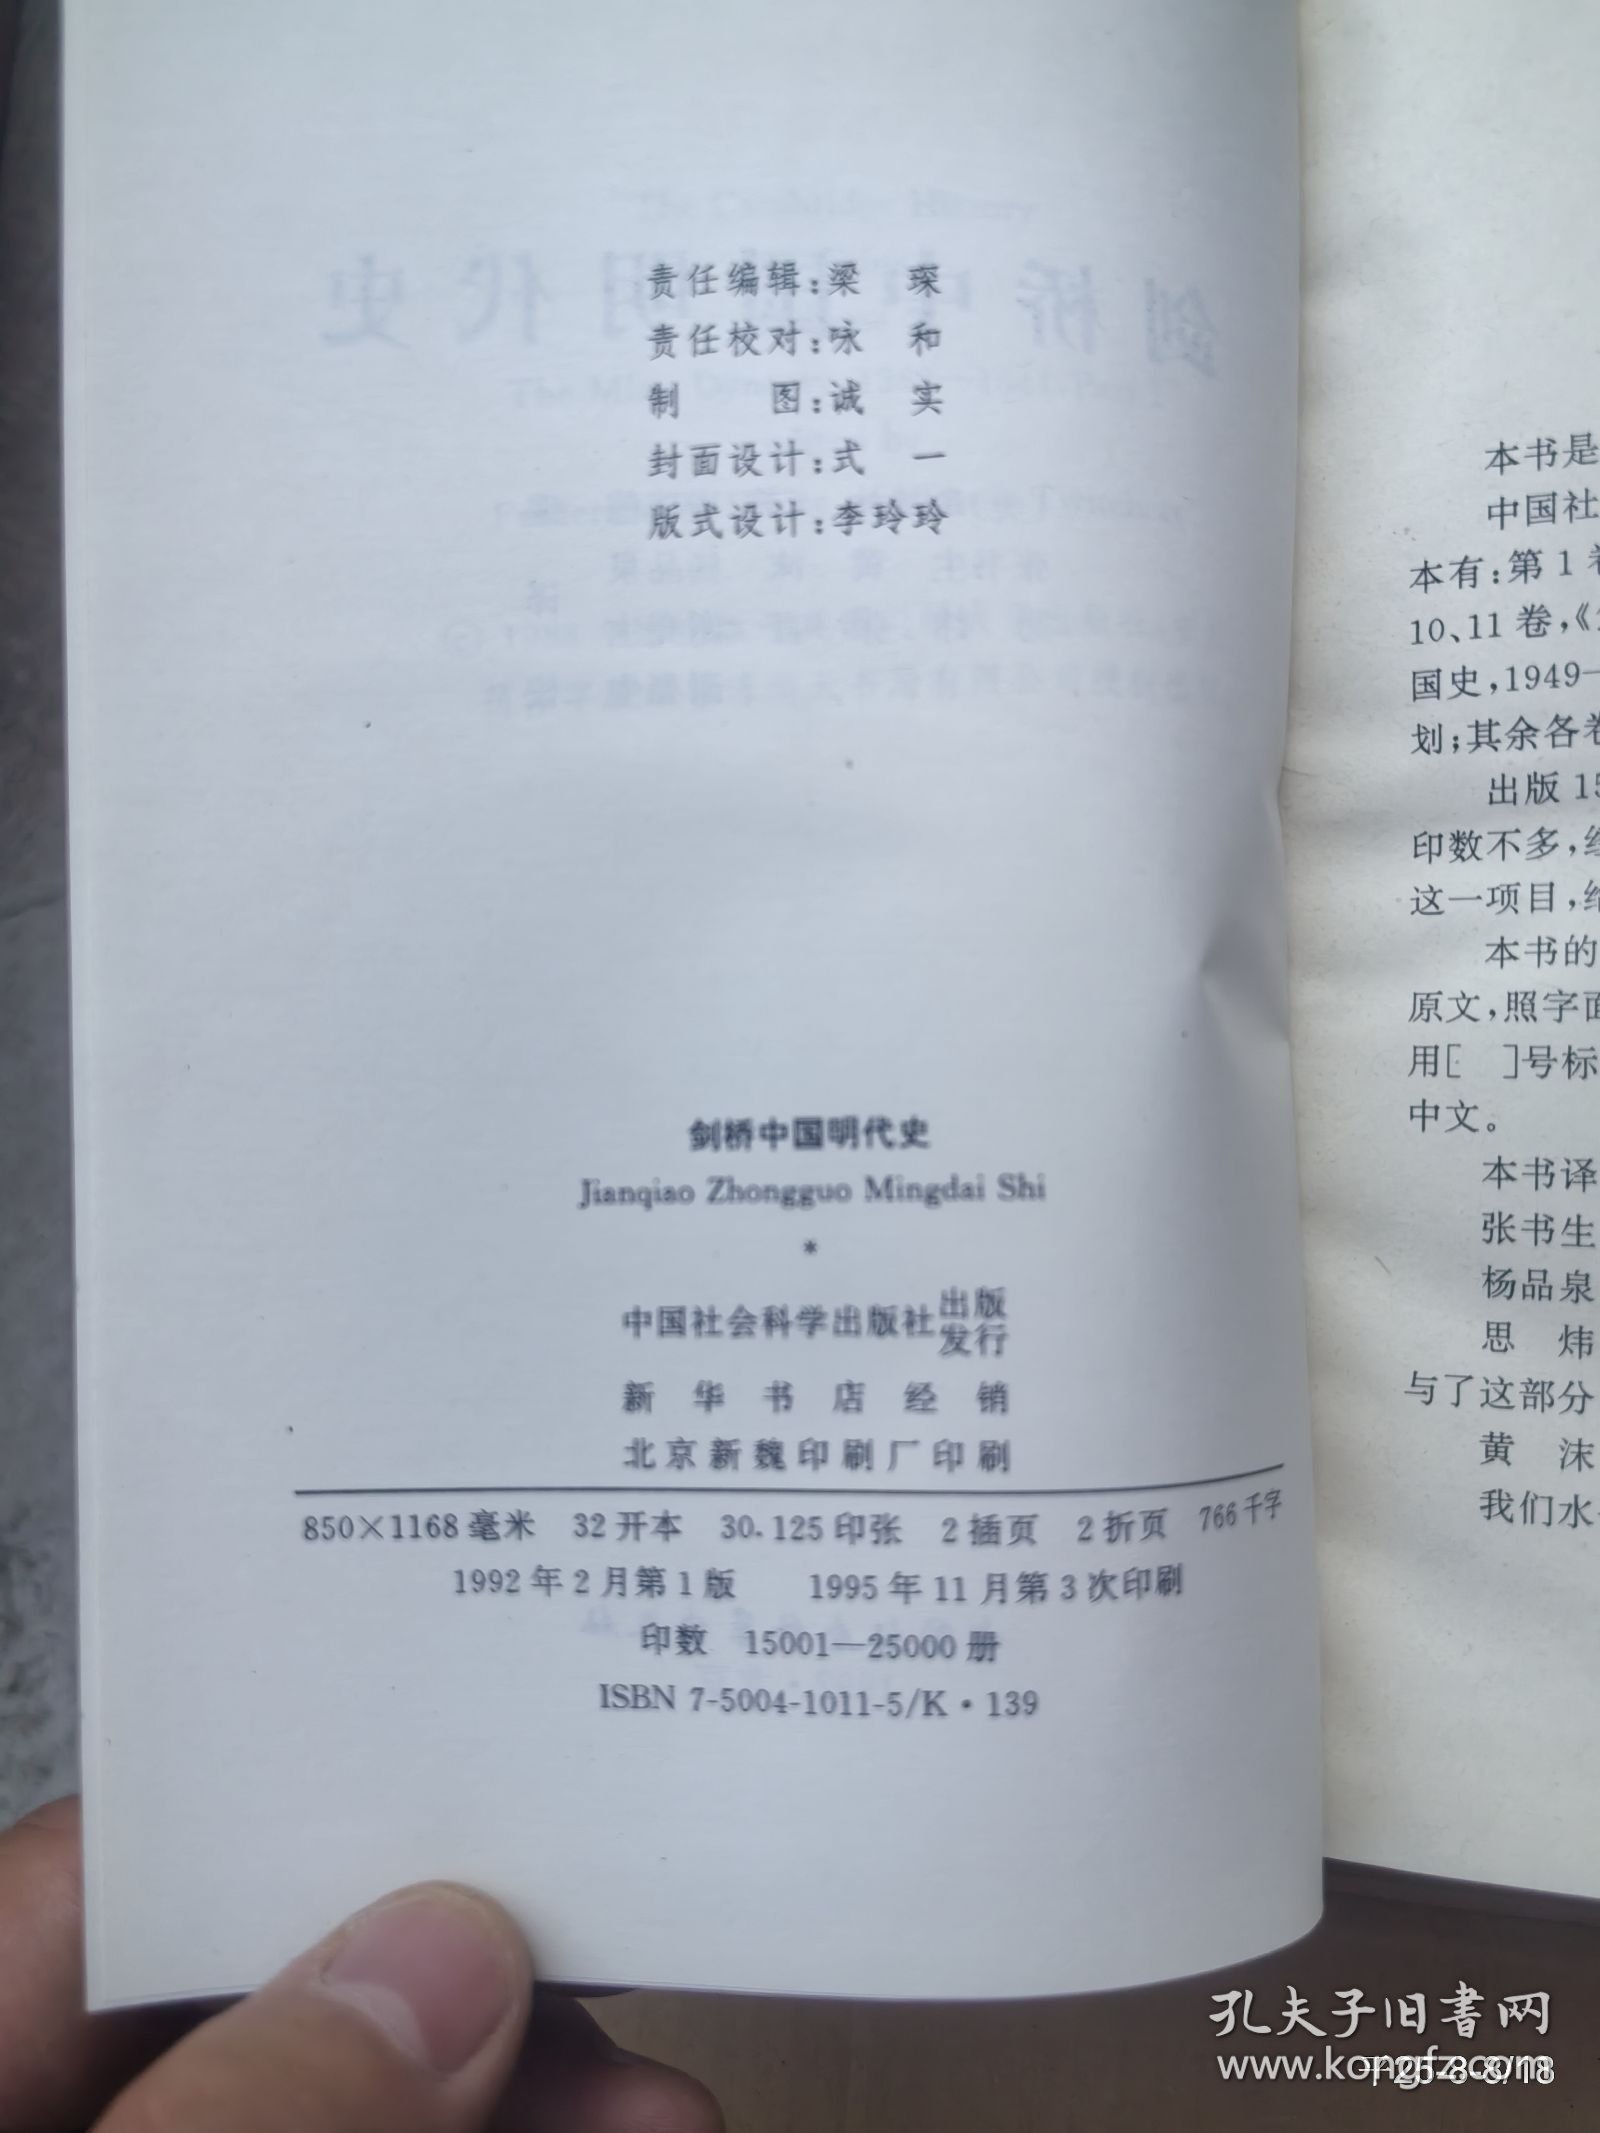 责任编辑:梁 琛
责任校对:咏 和
制 图:诚 实
封面设计:式 一
版式设计:李玲玲
剑桥中国明代史
Jianqiao Zhongguo Mingdai Shi
*
中国社会科学出版社 出版
发行
新华书店经销
北京新魏印刷厂印刷
850×1168毫米 32开本 30.125印张 2插页 2折页 766千字
1992年2月第1版 1995年11月第3次印刷
印数 15001—25000册
ISBN 7-5004-1011-5/K·139
本书是
中国社
本有:第1
10、11卷,《
国史,1949—
划;其余各卷
出版 15
印数不多,
这一项目,
本书的
原文,照字面
用[ ]号标
中文。
本书译
张书生
杨品泉
思 炜
与了这部分
黄 沫
我们水
孔夫子旧书网
www.kongfz.com